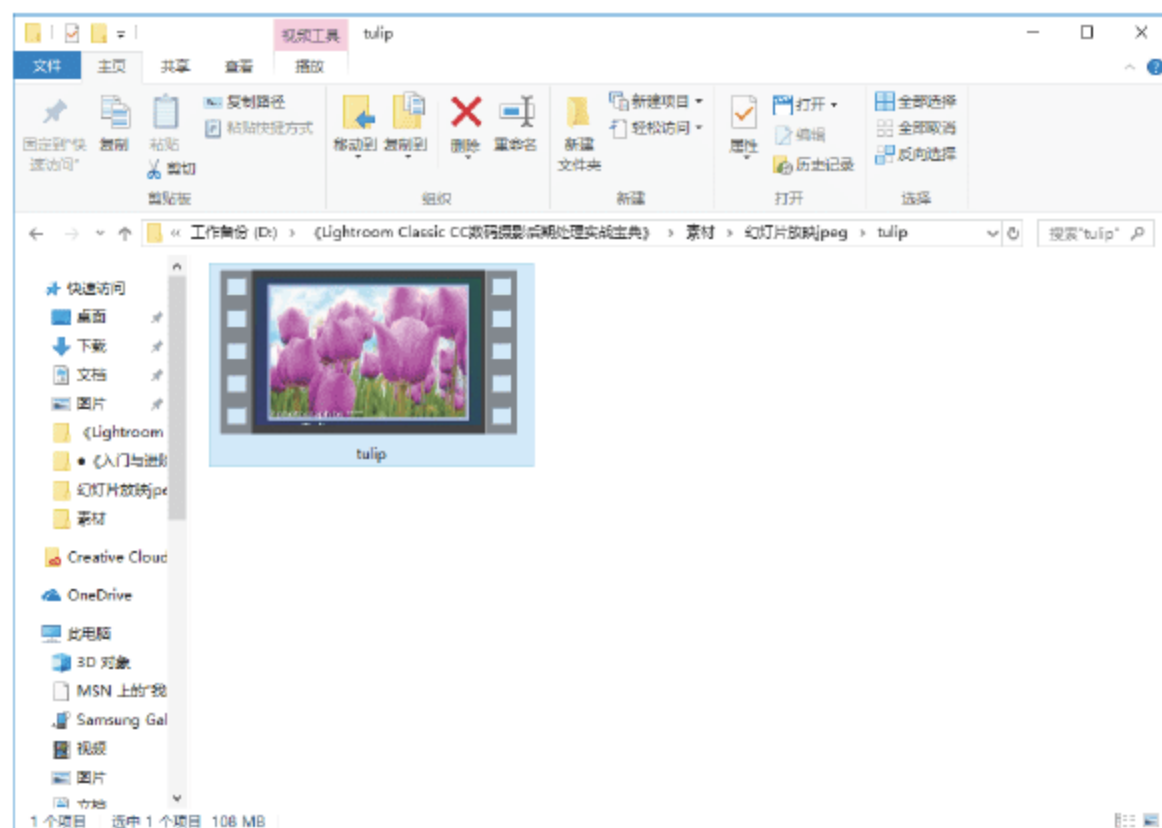 视频工具 tulip
文件 主页 共享 查看 播放
固定到"快速访问"
复制
粘贴
复制路径
粘贴快捷方式
剪切
剪贴板
移动到 复制到 删除 重命名
组织
新建文件夹
新建项目
轻松访问
新建
属性
打开
编辑
历史记录
打开
全部选择
全部取消
反向选择
选择
« 工作备份 (D:) › 《Lightroom Classic CC数码摄影后期处理实战宝典》 › 素材 › 幻灯片放映jpeg › tulip
搜索"tulip"
快速访问
桌面
下载
文档
图片
《Lightroom
● 《入门与进阶
幻灯片放映jpe
素材
Creative Cloud
OneDrive
此电脑
3D 对象
MSN 上的"我
Samsung Gal
视频
图片
文档
tulip
1 个项目 选中 1 个项目 106 MB